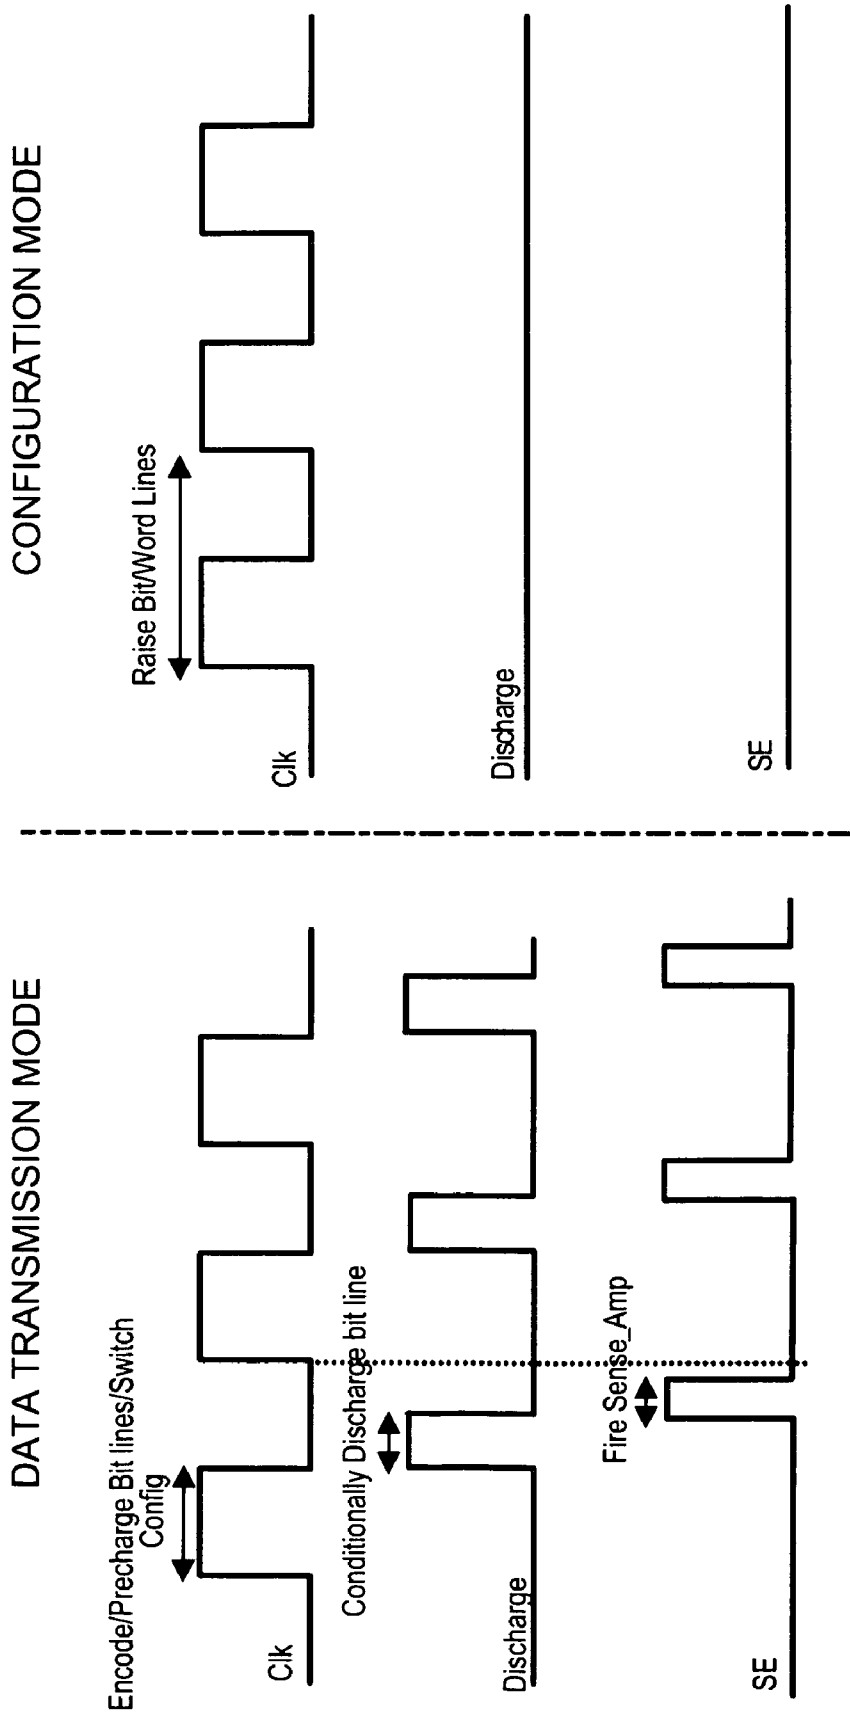 DATA TRANSMISSION MODE
Encode/Precharge Bit lines/Switch
Config
Clk
Conditionally Discharge bit line
Discharge
Fire Sense_Amp
SE
CONFIGURATION MODE
Raise Bit/Word Lines
Clk
Discharge
SE